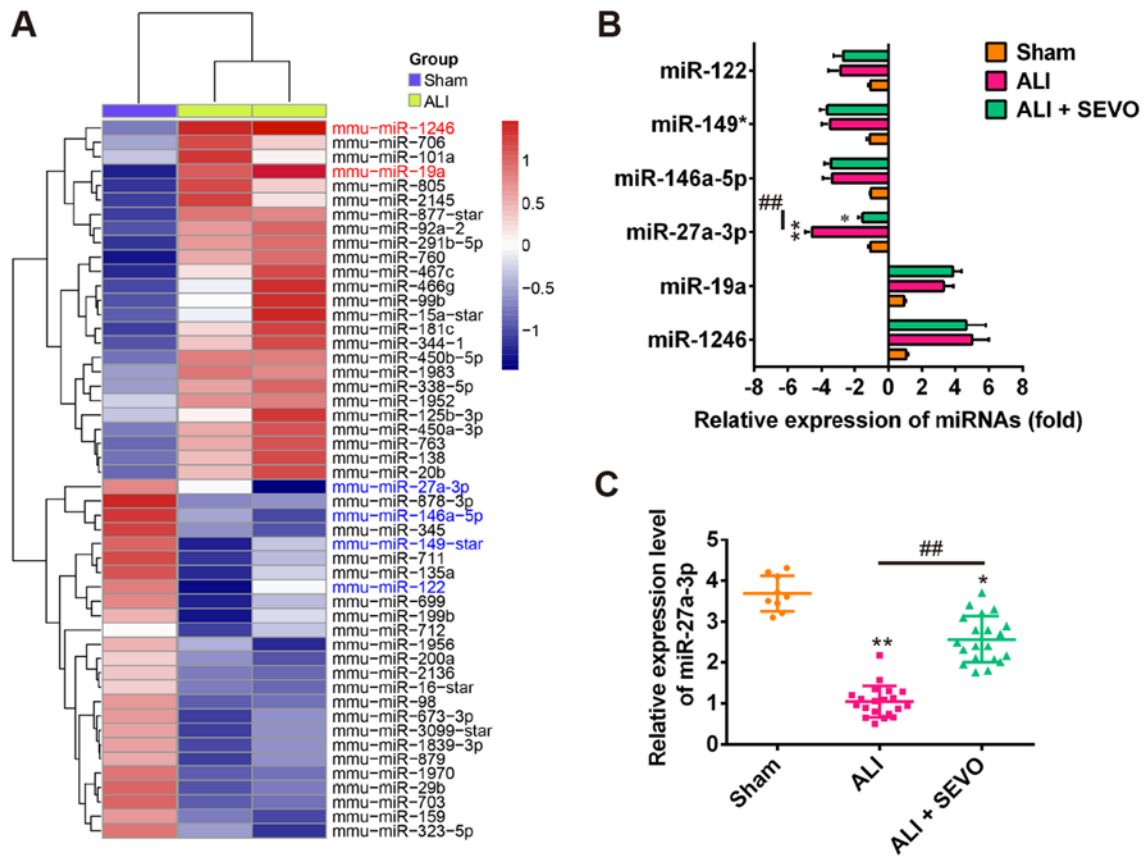 A
Group
Sham
ALI
mmu-miR-1246
mmu-miR-706
mmu-miR-101a
mmu-miR-19a
mmu-miR-805
mmu-miR-2145
mmu-miR-877-star
mmu-miR-92a-2
mmu-miR-291b-5p
mmu-miR-760
mmu-miR-467c
mmu-miR-466g
mmu-miR-99b
mmu-miR-15a-star
mmu-miR-181c
mmu-miR-344-1
mmu-miR-450b-5p
mmu-miR-1983
mmu-miR-338-5p
mmu-miR-1952
mmu-miR-125b-3p
mmu-miR-450a-3p
mmu-miR-763
mmu-miR-138
mmu-miR-20b
mmu-miR-27a-3p
mmu-miR-878-3p
mmu-miR-146a-5p
mmu-miR-345
mmu-miR-149-star
mmu-miR-711
mmu-miR-135a
mmu-miR-122
mmu-miR-699
mmu-miR-199b
mmu-miR-712
mmu-miR-1956
mmu-miR-200a
mmu-miR-2136
mmu-miR-16-star
mmu-miR-98
mmu-miR-673-3p
mmu-miR-3099-star
mmu-miR-1839-3p
mmu-miR-879
mmu-miR-1970
mmu-miR-29b
mmu-miR-703
mmu-miR-159
mmu-miR-323-5p
1
0.5
0
-0.5
-1
B
Sham
ALI
ALI + SEVO
miR-122
miR-149*
miR-146a-5p
miR-27a-3p
miR-19a
miR-1246
##
*
**
-8 -6 -4 -2 0 2 4 6 8
Relative expression of miRNAs (fold)
C
Relative expression level
of miR-27a-3p
5
4
3
2
1
0
##
**
*
Sham
ALI
ALI + SEVO